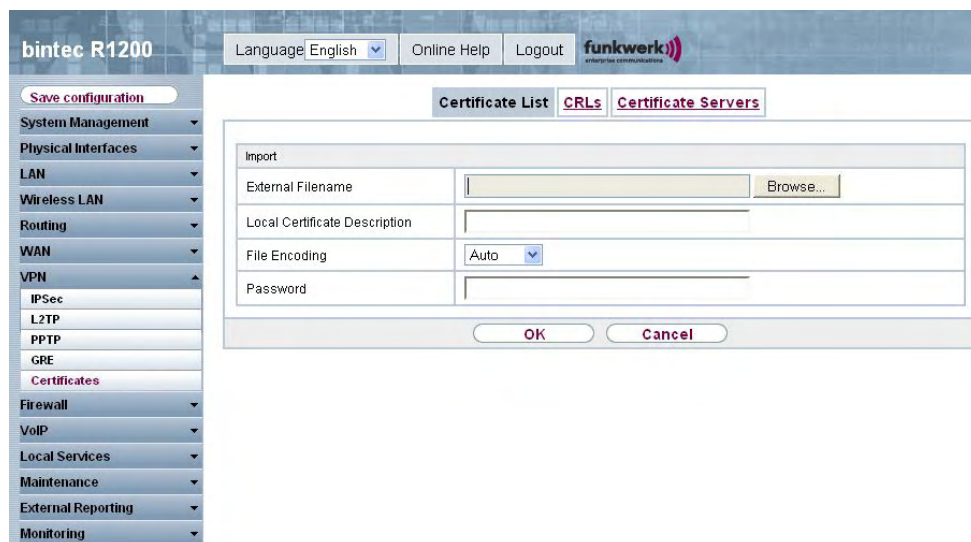 bintec R1200
Language English
Online Help
Logout
funkwerk
enterprise communications
Save configuration
System Management
Physical Interfaces
LAN
Wireless LAN
Routing
WAN
VPN
IPSec
L2TP
PPTP
GRE
Certificates
Firewall
VoIP
Local Services
Maintenance
External Reporting
Monitoring
Certificate List
CRLs
Certificate Servers
Import
External Filename
Browse...
Local Certificate Description
File Encoding
Auto
Password
OK
Cancel